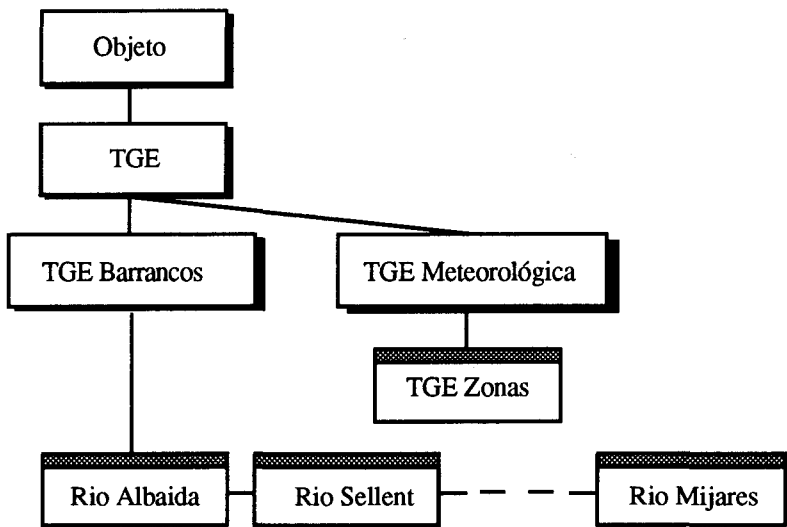 Objeto
TGE
TGE Barrancos
TGE Meteorológica
TGE Zonas
Rio Albaida
Rio Sellent
Rio Mijares